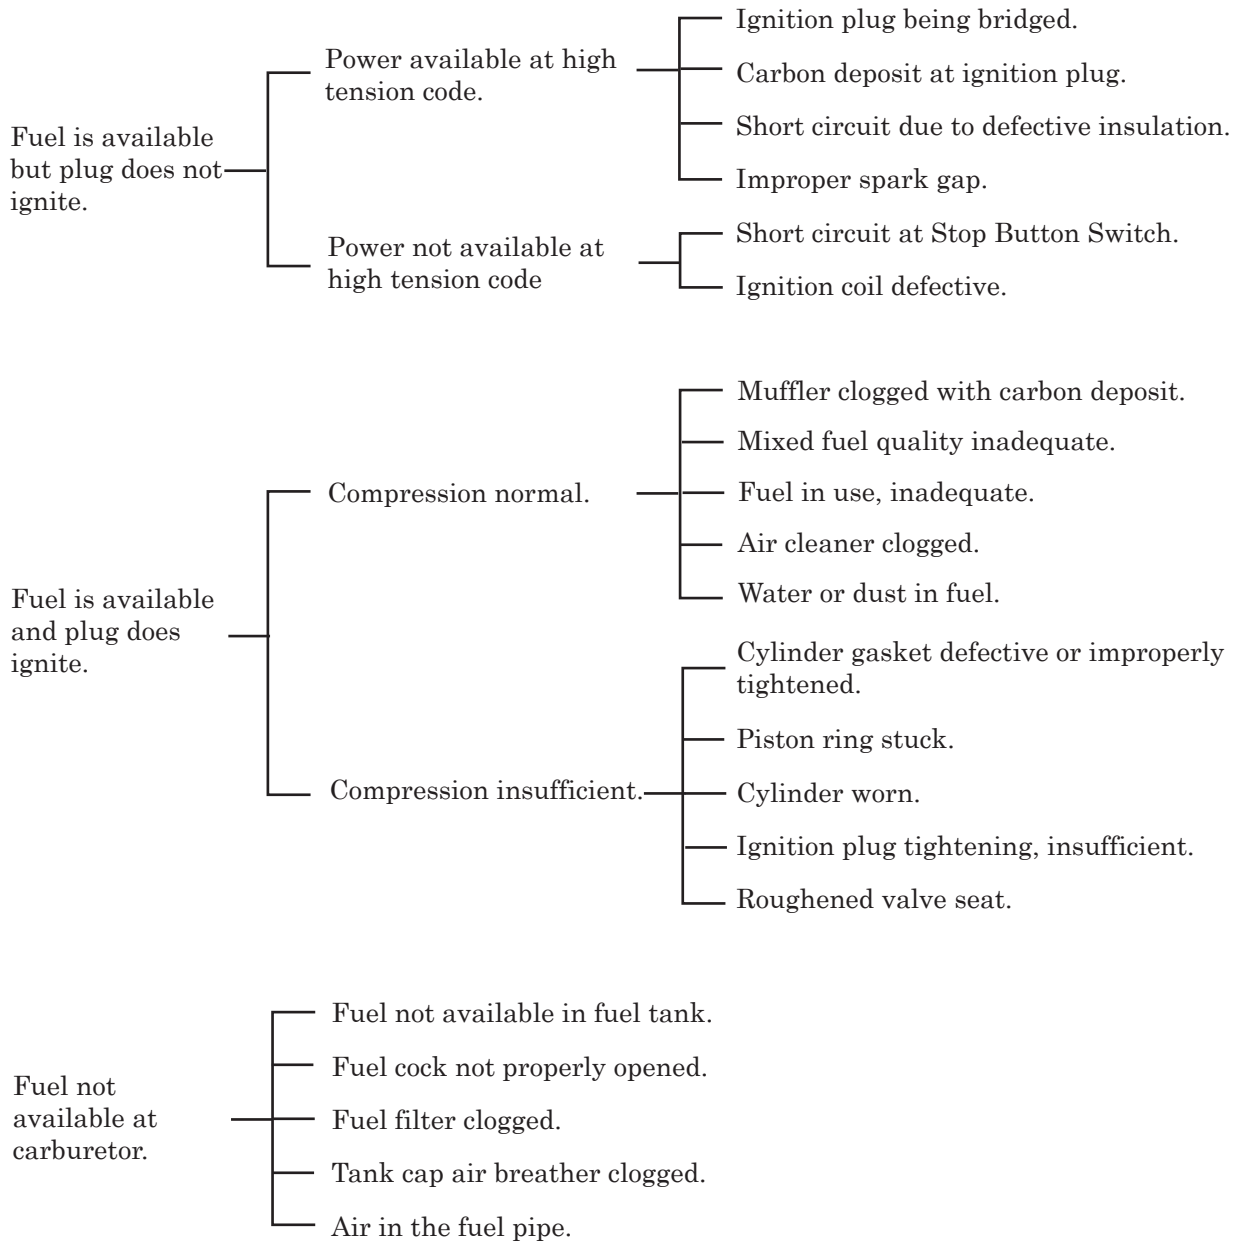 Fuel is available
but plug does not
ignite.
Power available at high
tension code.
Ignition plug being bridged.
Carbon deposit at ignition plug.
Short circuit due to defective insulation.
Improper spark gap.
Power not available at
high tension code
Short circuit at Stop Button Switch.
Ignition coil defective.
Fuel is available
and plug does
ignite.
Compression normal.
Muffler clogged with carbon deposit.
Mixed fuel quality inadequate.
Fuel in use, inadequate.
Air cleaner clogged.
Water or dust in fuel.
Compression insufficient.
Cylinder gasket defective or improperly
tightened.
Piston ring stuck.
Cylinder worn.
Ignition plug tightening, insufficient.
Roughened valve seat.
Fuel not
available at
carburetor.
Fuel not available in fuel tank.
Fuel cock not properly opened.
Fuel filter clogged.
Tank cap air breather clogged.
Air in the fuel pipe.